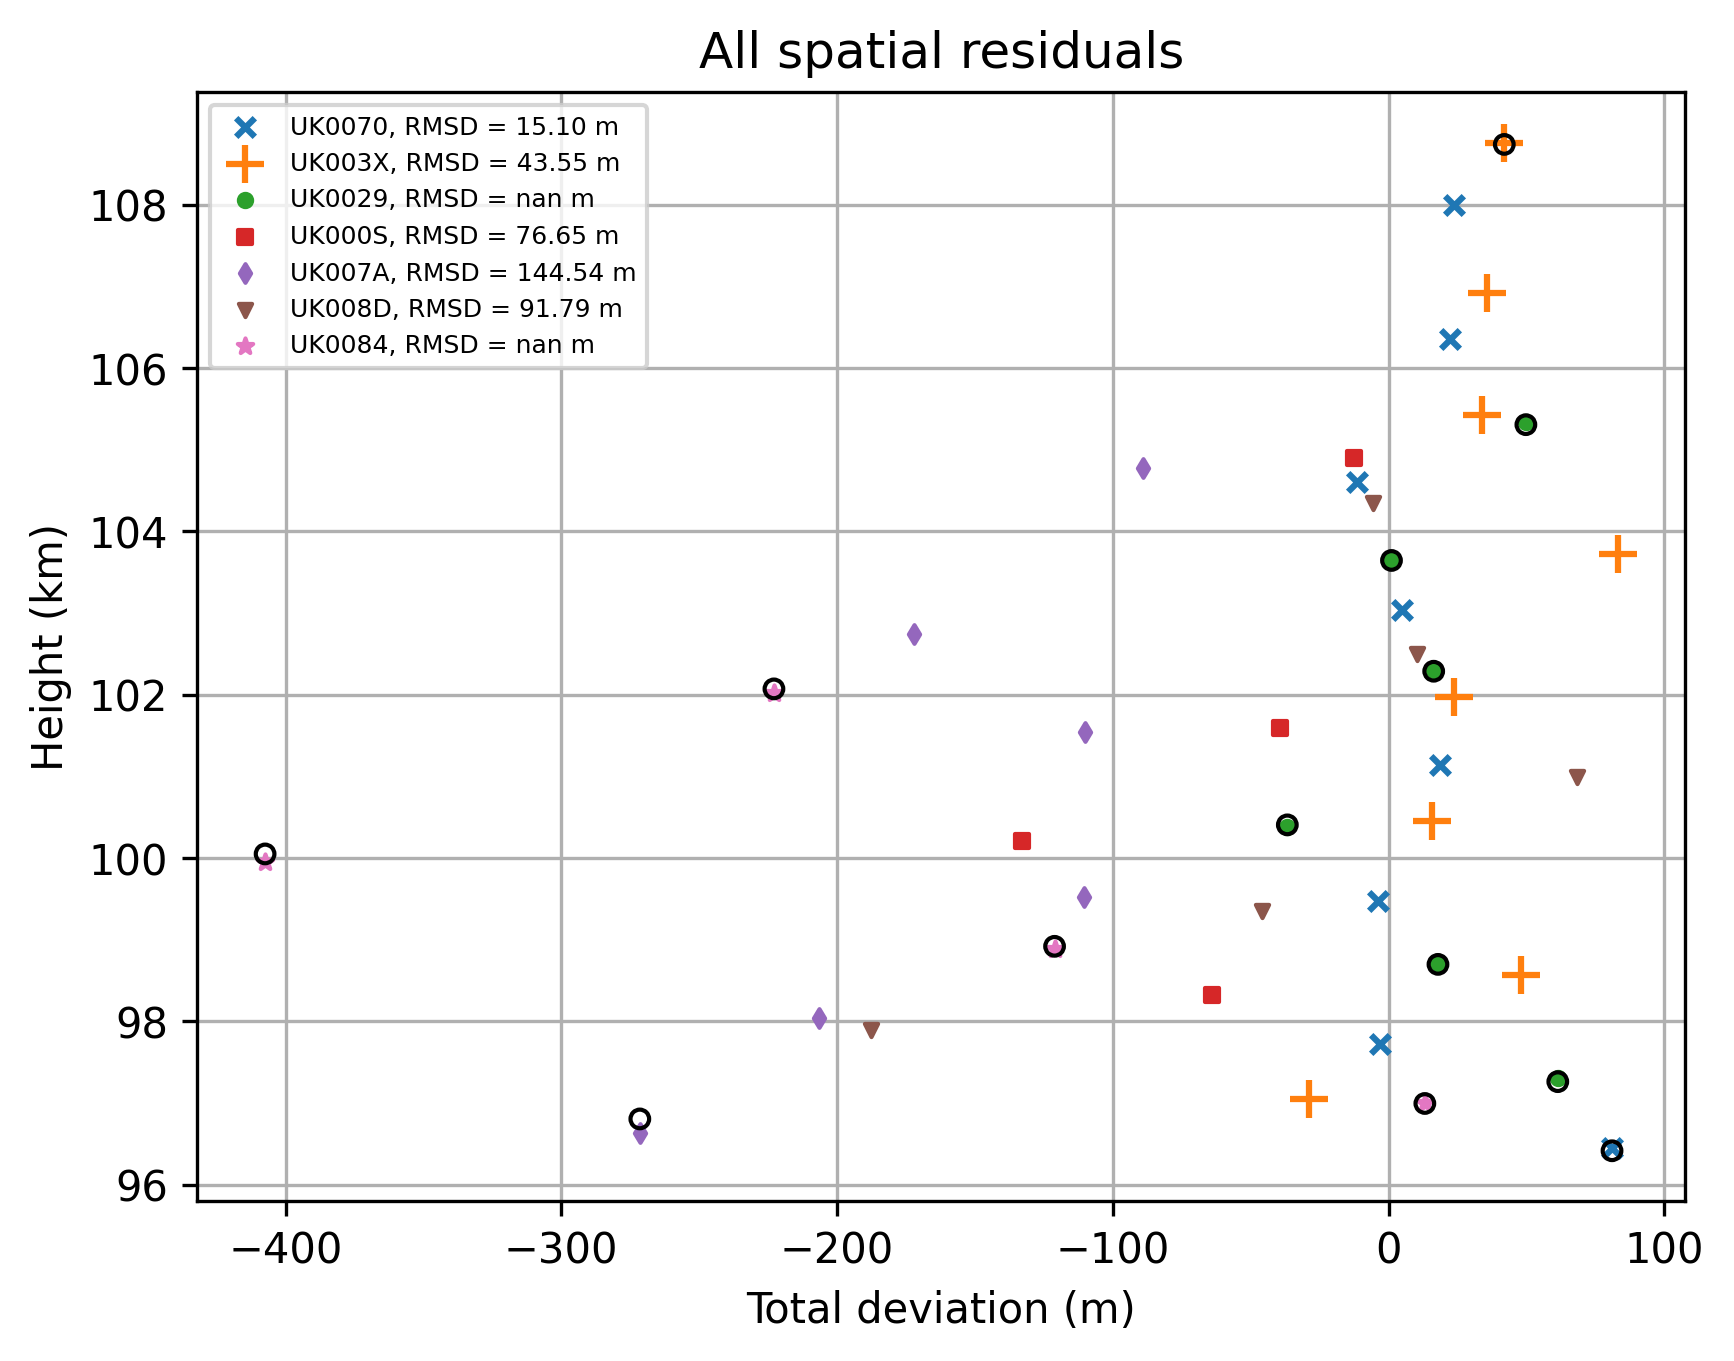 All spatial residuals
UK0070, RMSD = 15.10 m
UK003X, RMSD = 43.55 m
UK0029, RMSD = nan m
UK000S, RMSD = 76.65 m
UK007A, RMSD = 144.54 m
UK008D, RMSD = 91.79 m
UK0084, RMSD = nan m
108
106
104
102
100
98
96
Height (km)
−400 −300 −200 −100 0 100
Total deviation (m)